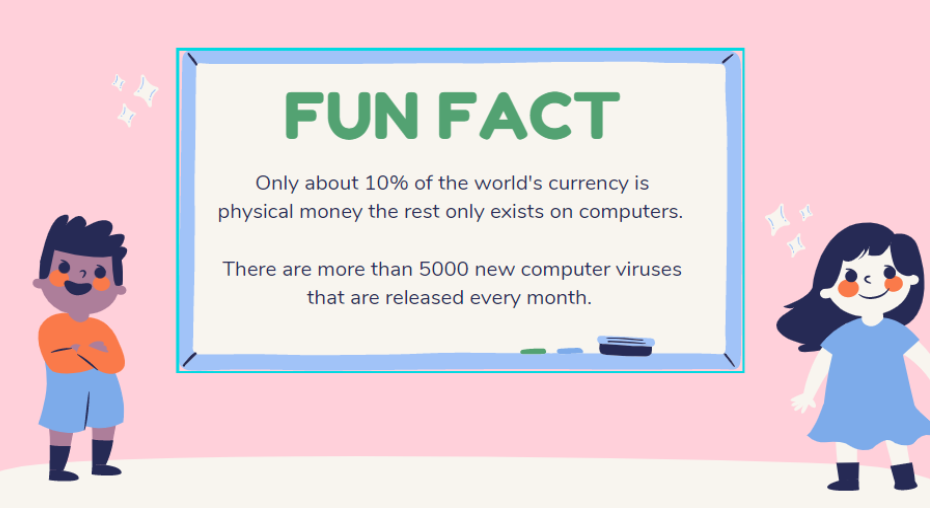 FUN FACT
Only about 10% of the world's currency is
physical money the rest only exists on computers.
There are more than 5000 new computer viruses
that are released every month.